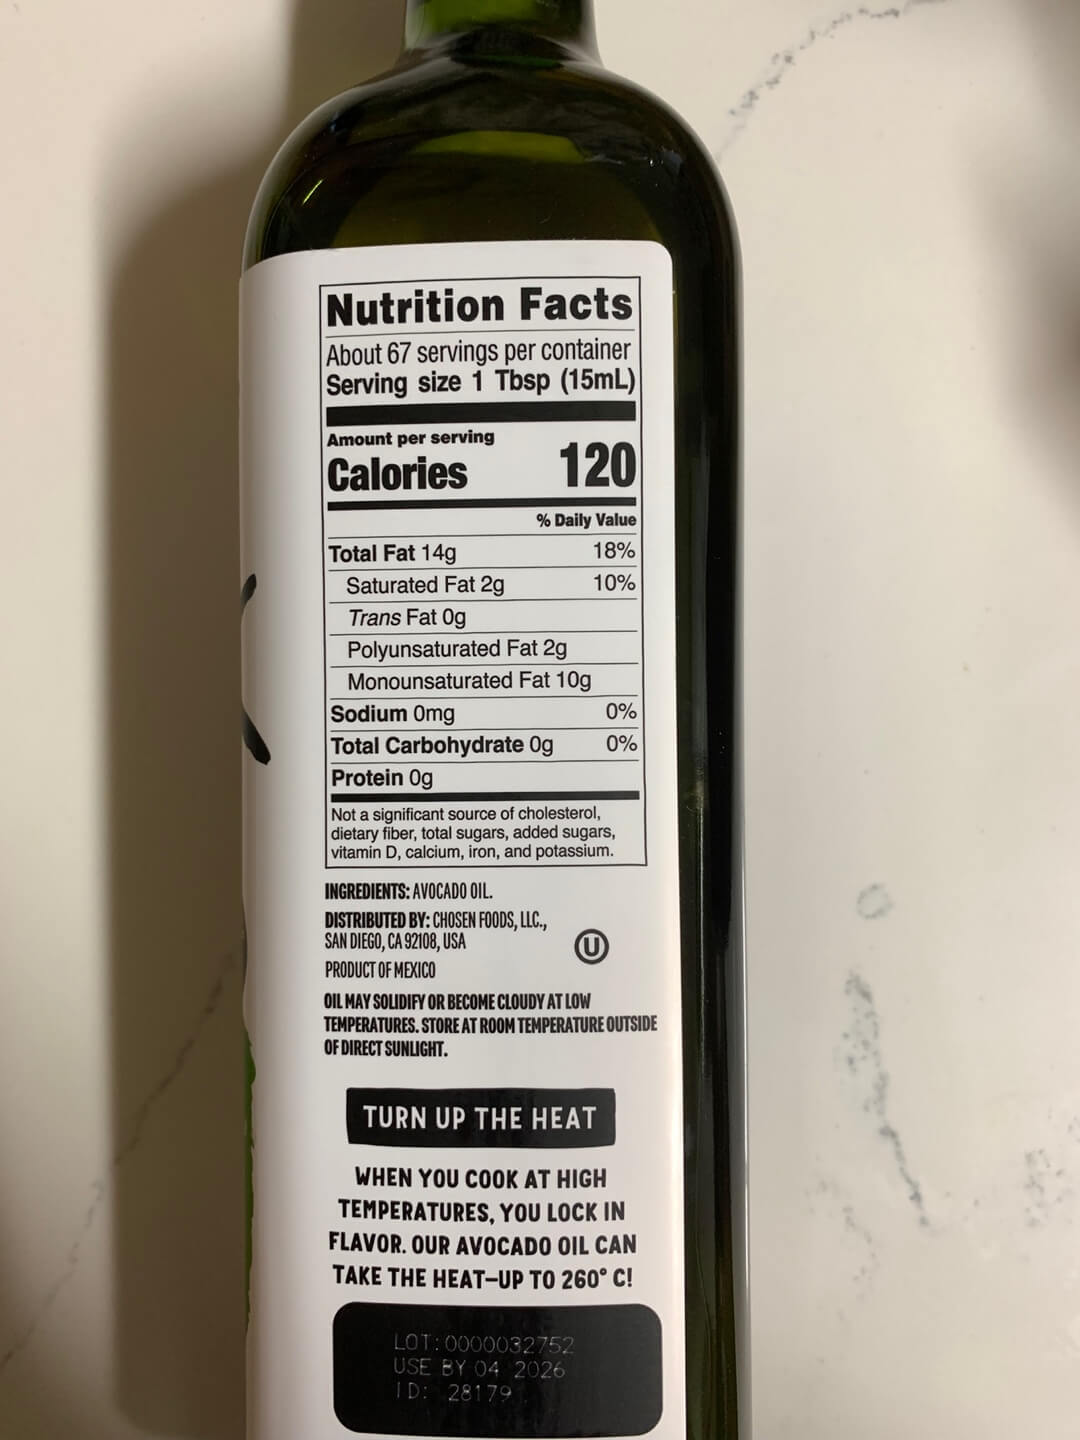 Nutrition Facts
About 67 servings per container
Serving size 1 Tbsp (15mL)
Amount per serving
Calories 120
% Daily Value
Total Fat 14g 18%
Saturated Fat 2g 10%
Trans Fat 0g
Polyunsaturated Fat 2g
Monounsaturated Fat 10g
Sodium 0mg 0%
Total Carbohydrate 0g 0%
Protein 0g
Not a significant source of cholesterol,
dietary fiber, total sugars, added sugars,
vitamin D, calcium, iron, and potassium.
INGREDIENTS: AVOCADO OIL.
DISTRIBUTED BY: CHOSEN FOODS, LLC.,
SAN DIEGO, CA 92108, USA
U
PRODUCT OF MEXICO
OIL MAY SOLIDIFY OR BECOME CLOUDY AT LOW
TEMPERATURES. STORE AT ROOM TEMPERATURE OUTSIDE
OF DIRECT SUNLIGHT.
TURN UP THE HEAT
WHEN YOU COOK AT HIGH
TEMPERATURES, YOU LOCK IN
FLAVOR. OUR AVOCADO OIL CAN
TAKE THE HEAT–UP TO 260° C!
LOT:0000032752
USE BY 04 2026
ID: 28179